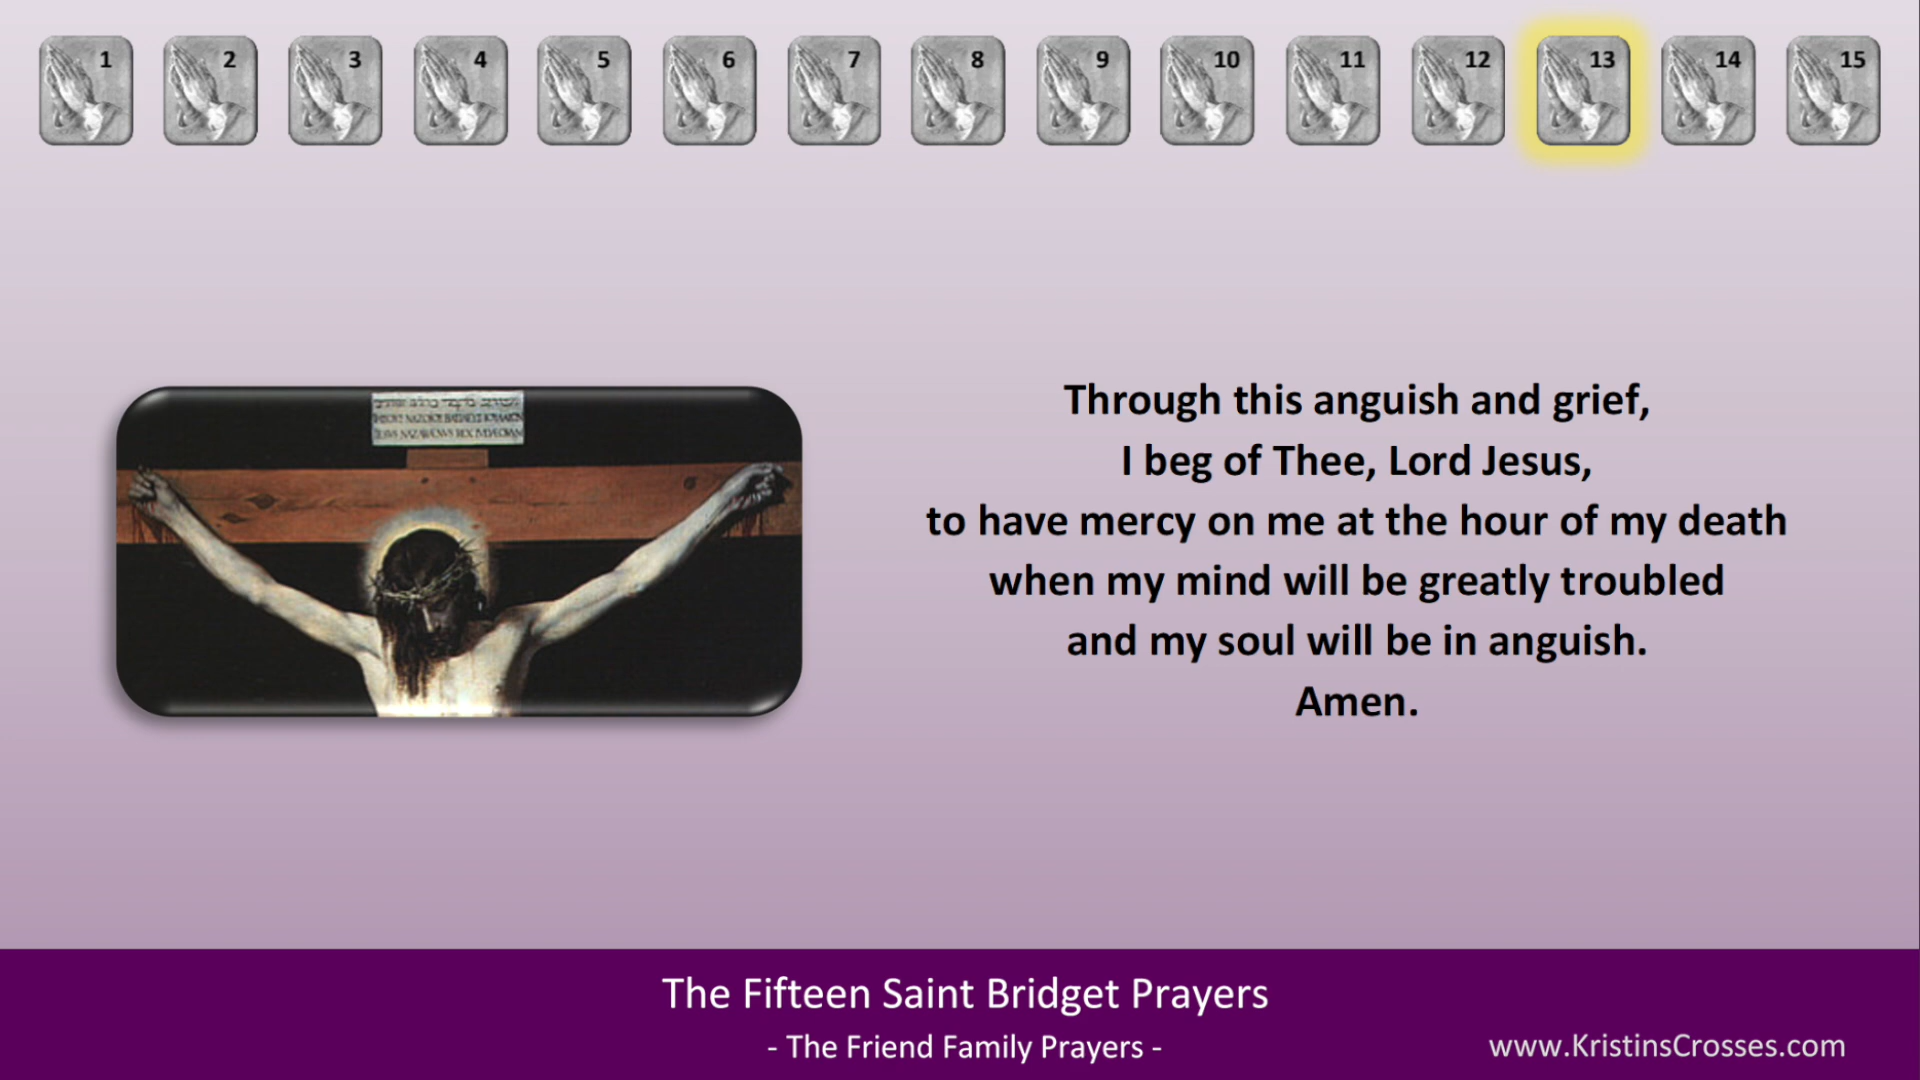 1 2 3 4 5 6 7 8 9 10 11 12 13 14 15
Through this anguish and grief,
I beg of Thee, Lord Jesus,
to have mercy on me at the hour of my death
when my mind will be greatly troubled
and my soul will be in anguish.
Amen.
The Fifteen Saint Bridget Prayers
- The Friend Family Prayers -
www.KristinsCrosses.com